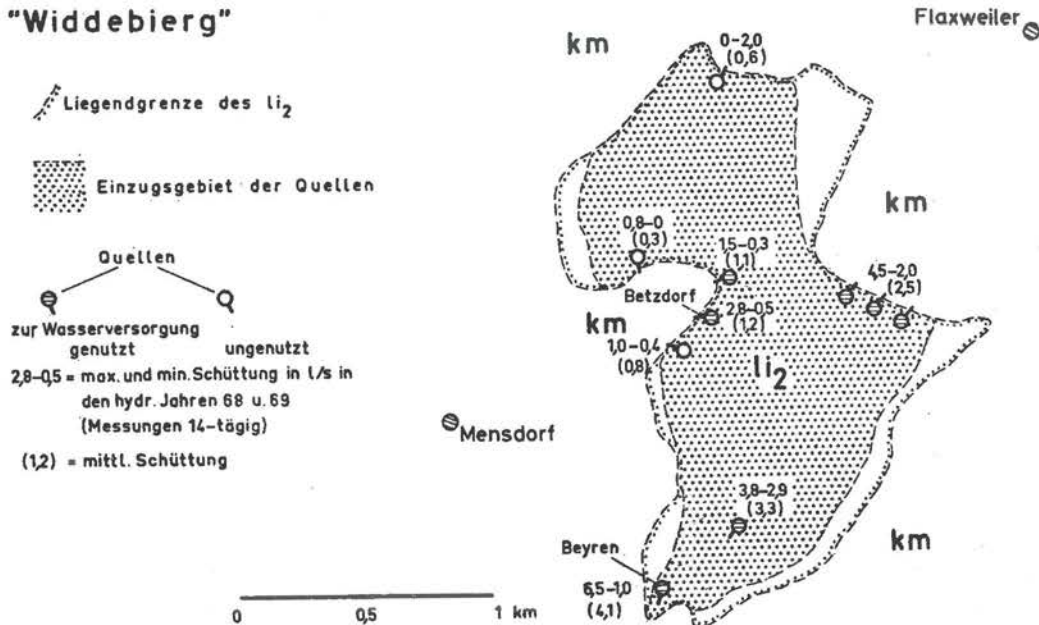 "Widdebierg"
Liegendgrenze des li2
Einzugsgebiet der Quellen
Quellen
zur Wasserversorgung
genutzt ungenutzt
2,8–0,5 = max. und min. Schüttung in l/s in
den hydr. Jahren 68 u. 69
(Messungen 14-tägig)
(1,2) = mittl. Schüttung
Flaxweiler
km
0–2,0
(0,6)
km
0,8–0
(0,3)
1,5–0,3
(1,1)
4,5–2,0
(2,5)
Betzdorf
2,8–0,5
(1,2)
km
1,0–0,4
(0,8)
li2
Mensdorf
3,8–2,9
(3,3)
km
Beyren
6,5–1,0
(4,1)
0 0,5 1 km